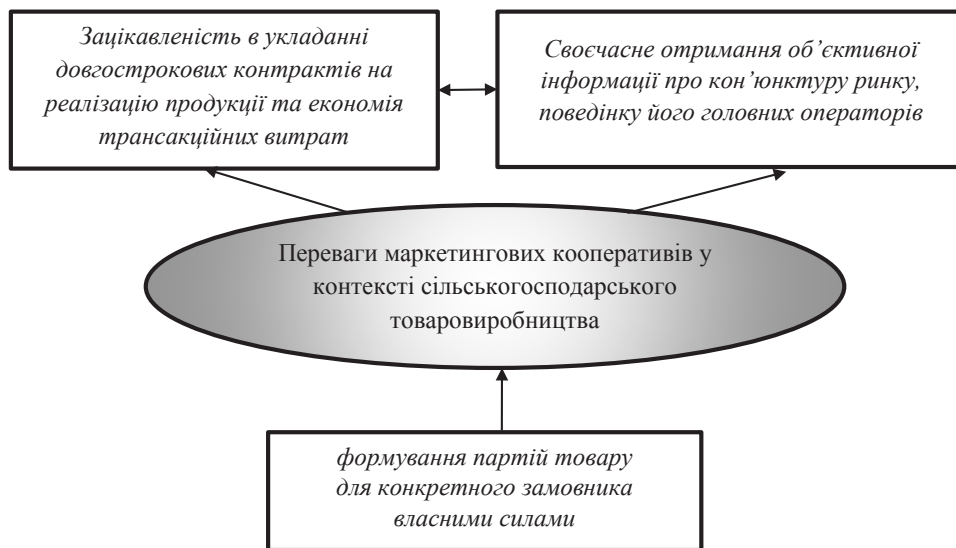 Зацікавленість в укладанні
довгострокових контрактів на
реалізацію продукції та економія
трансакційних витрат
Своєчасне отримання об’єктивної
інформації про кон’юнктуру ринку,
поведінку його головних операторів
Переваги маркетингових кооперативів у
контексті сільськогосподарського
товаровиробництва
формування партій товару
для конкретного замовника
власними силами